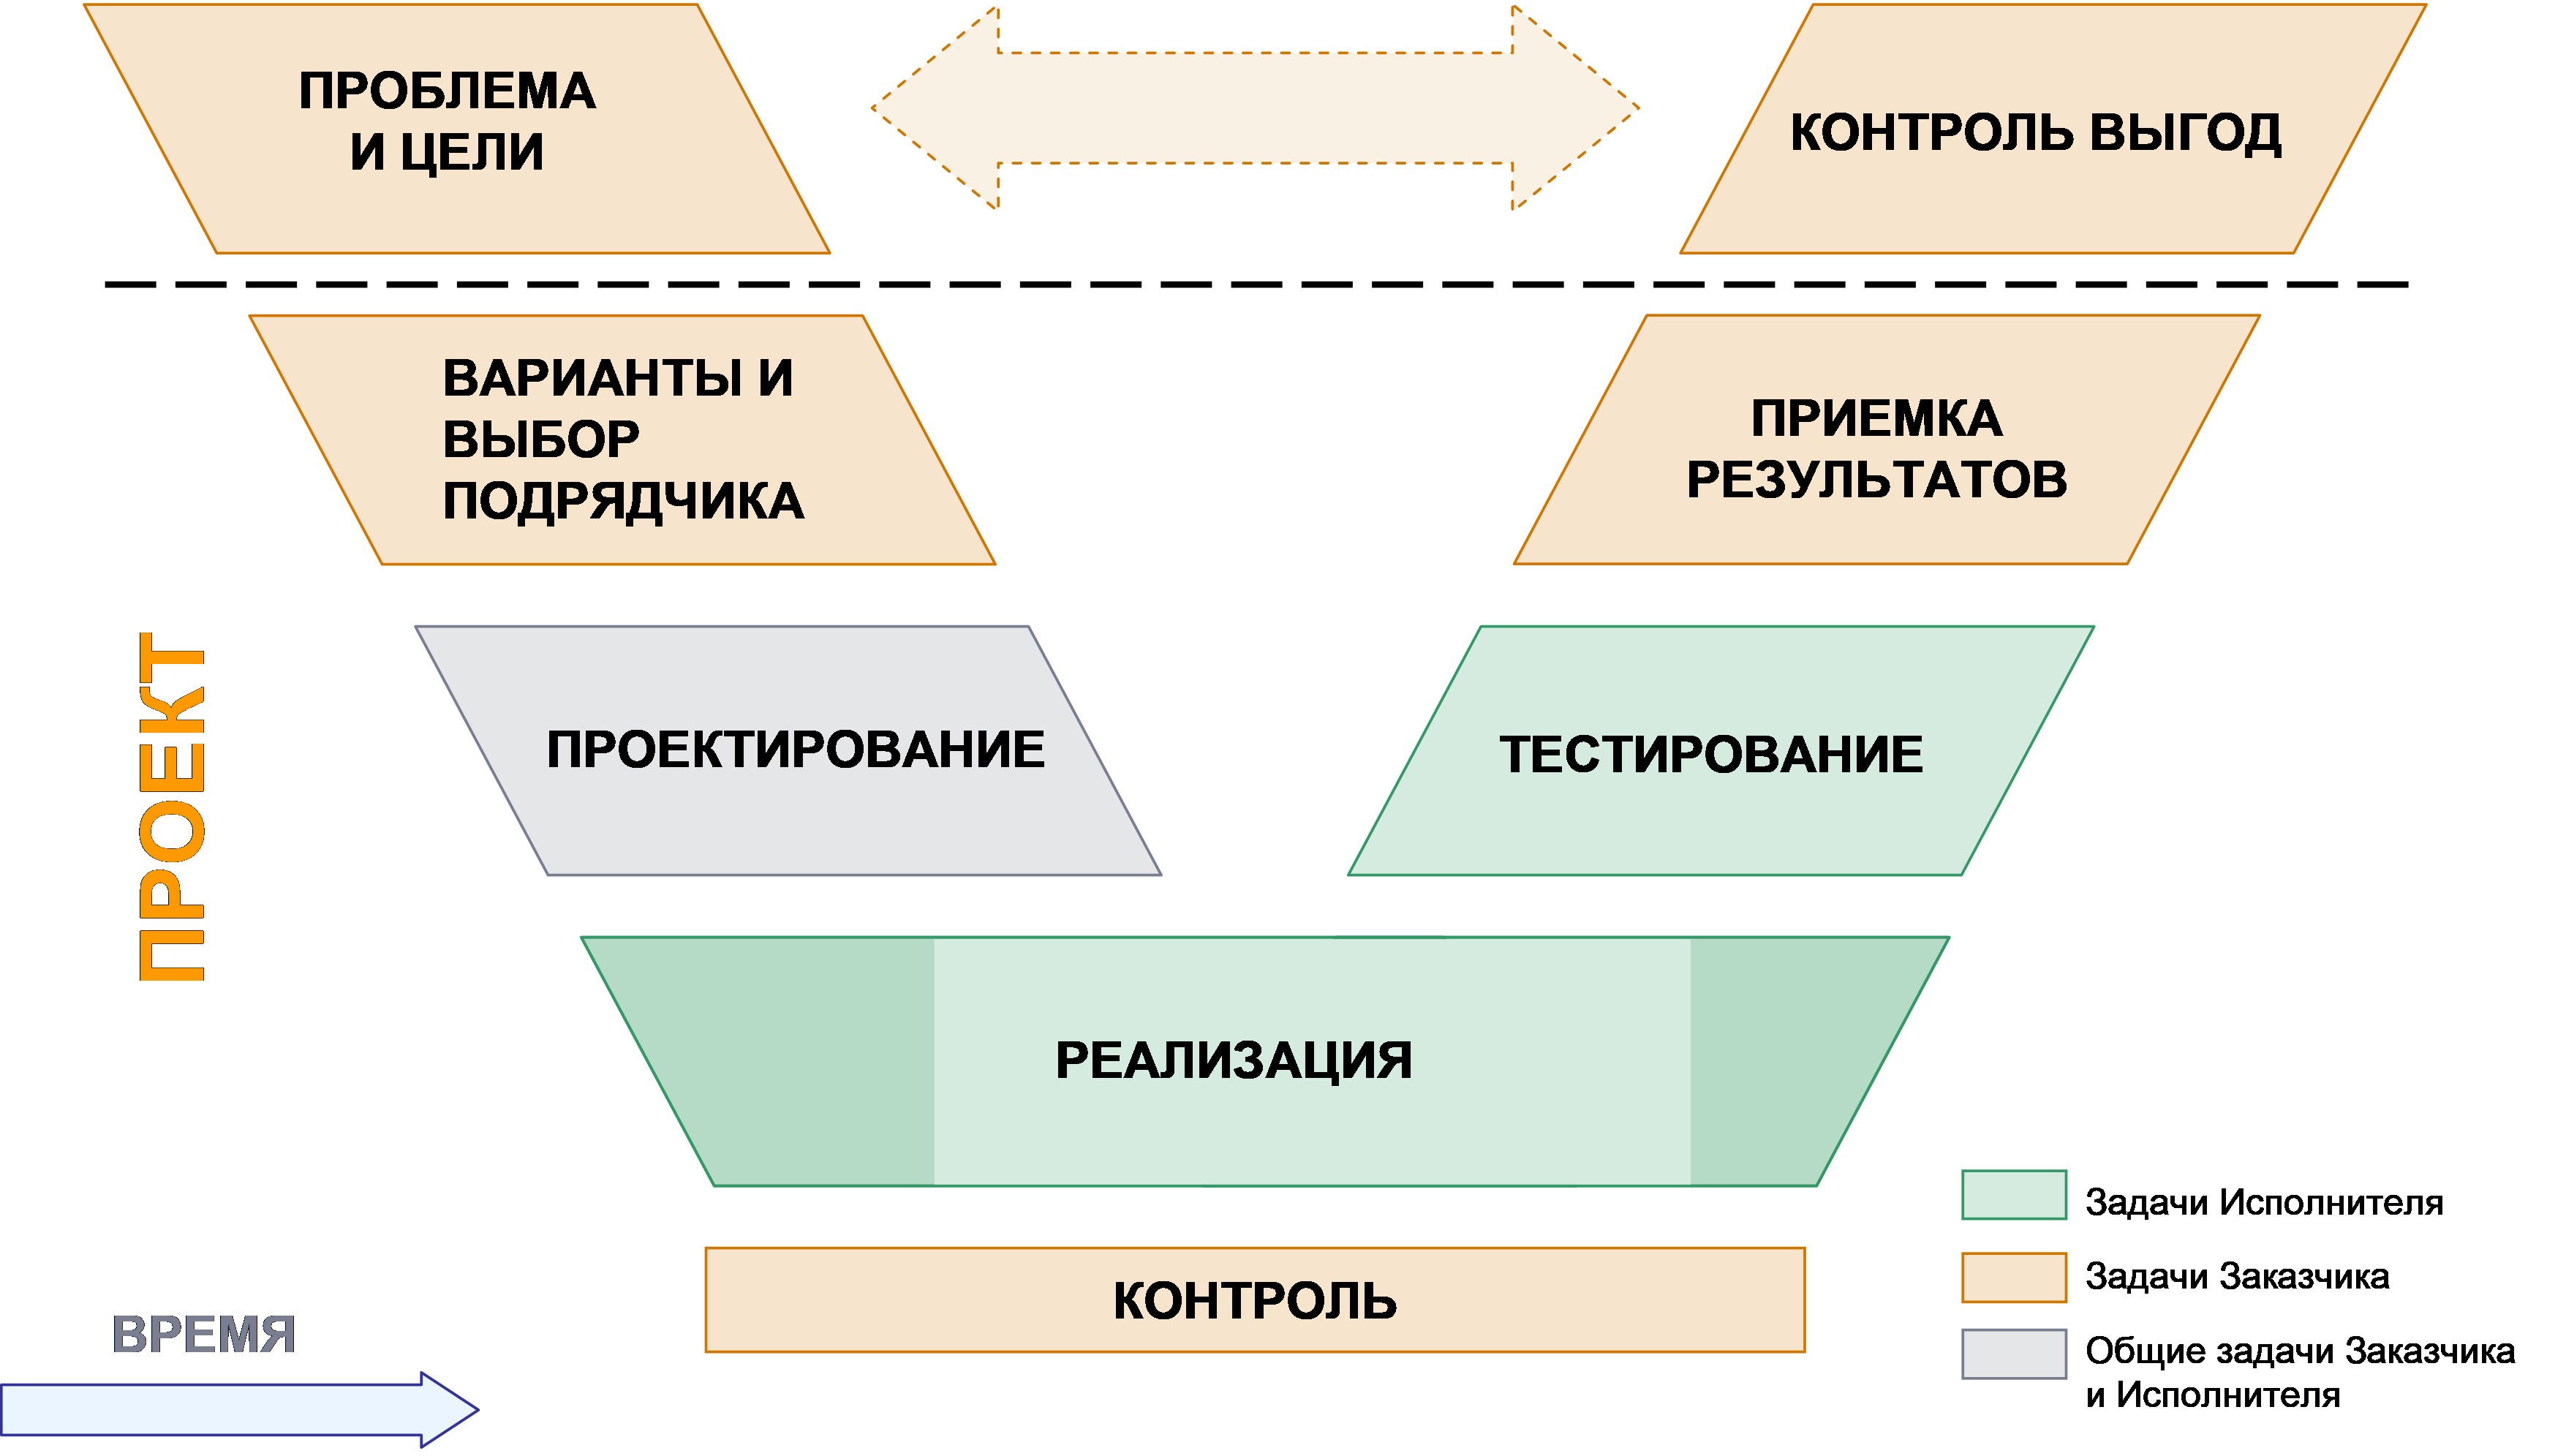 ПРОБЛЕМА
И ЦЕЛИ
КОНТРОЛЬ ВЫГОД
ВАРИАНТЫ И
ВЫБОР
ПОДРЯДЧИКА
ПРИЕМКА
РЕЗУЛЬТАТОВ
ПРОЕКТ
ПРОЕКТИРОВАНИЕ
ТЕСТИРОВАНИЕ
РЕАЛИЗАЦИЯ
КОНТРОЛЬ
ВРЕМЯ
Задачи Исполнителя
Задачи Заказчика
Общие задачи Заказчика
и Исполнителя